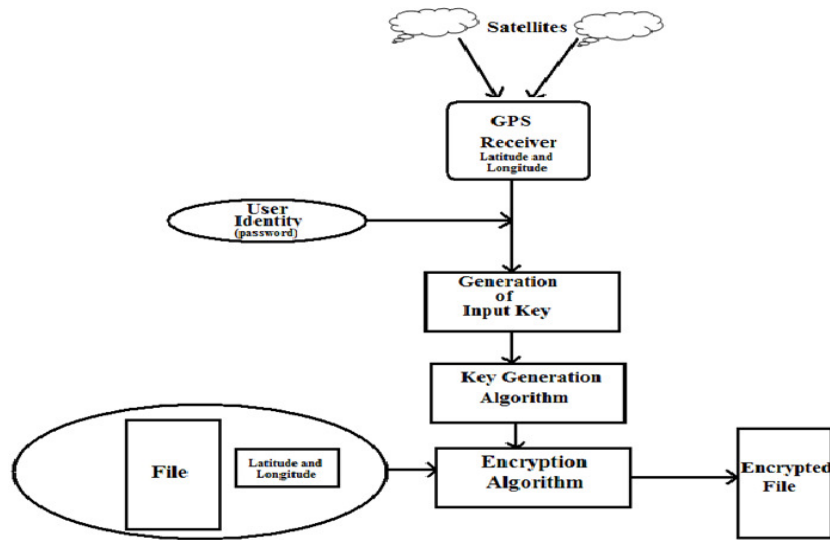 Satellites
GPS
Receiver
Latitude and
Longitude
User
Identity
(password)
Generation
of
Input Key
Key Generation
Algorithm
File
Latitude and
Longitude
Encryption
Algorithm
Encrypted
File